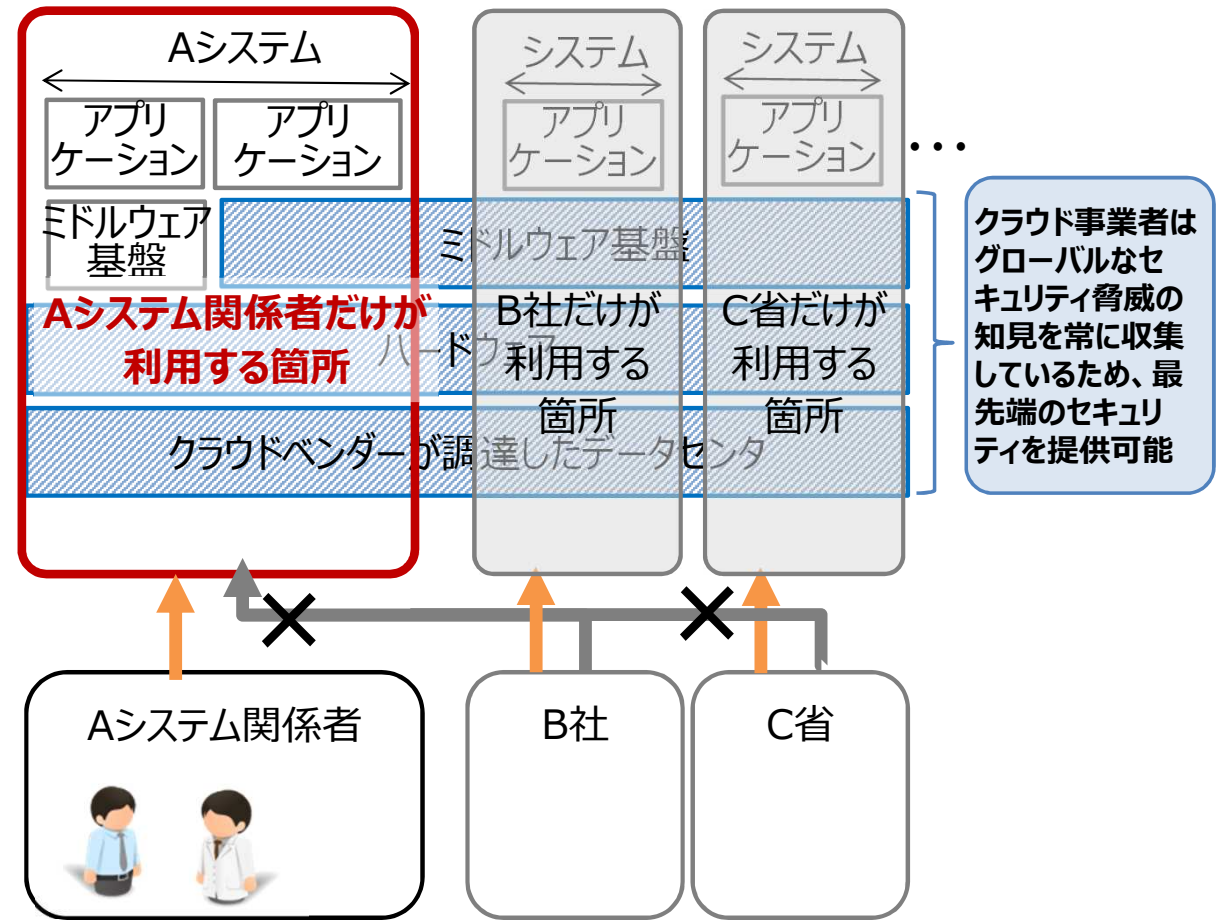 Aシステム
システム
システム
アプリ
ケーション
アプリ
ケーション
アプリ
ケーション
アプリ
ケーション
・・・
ミドルウェア
基盤
ミドルウェア基盤
Aシステム関係者だけが
利用する箇所
ハードウェア
B社だけが
利用する
箇所
C省だけが
利用する
箇所
クラウドベンダーが調達したデータセンタ
クラウド事業者は
グローバルなセ
キュリティ脅威の
知見を常に収集
しているため、最
先端のセキュリ
ティを提供可能
Aシステム関係者
B社
C省